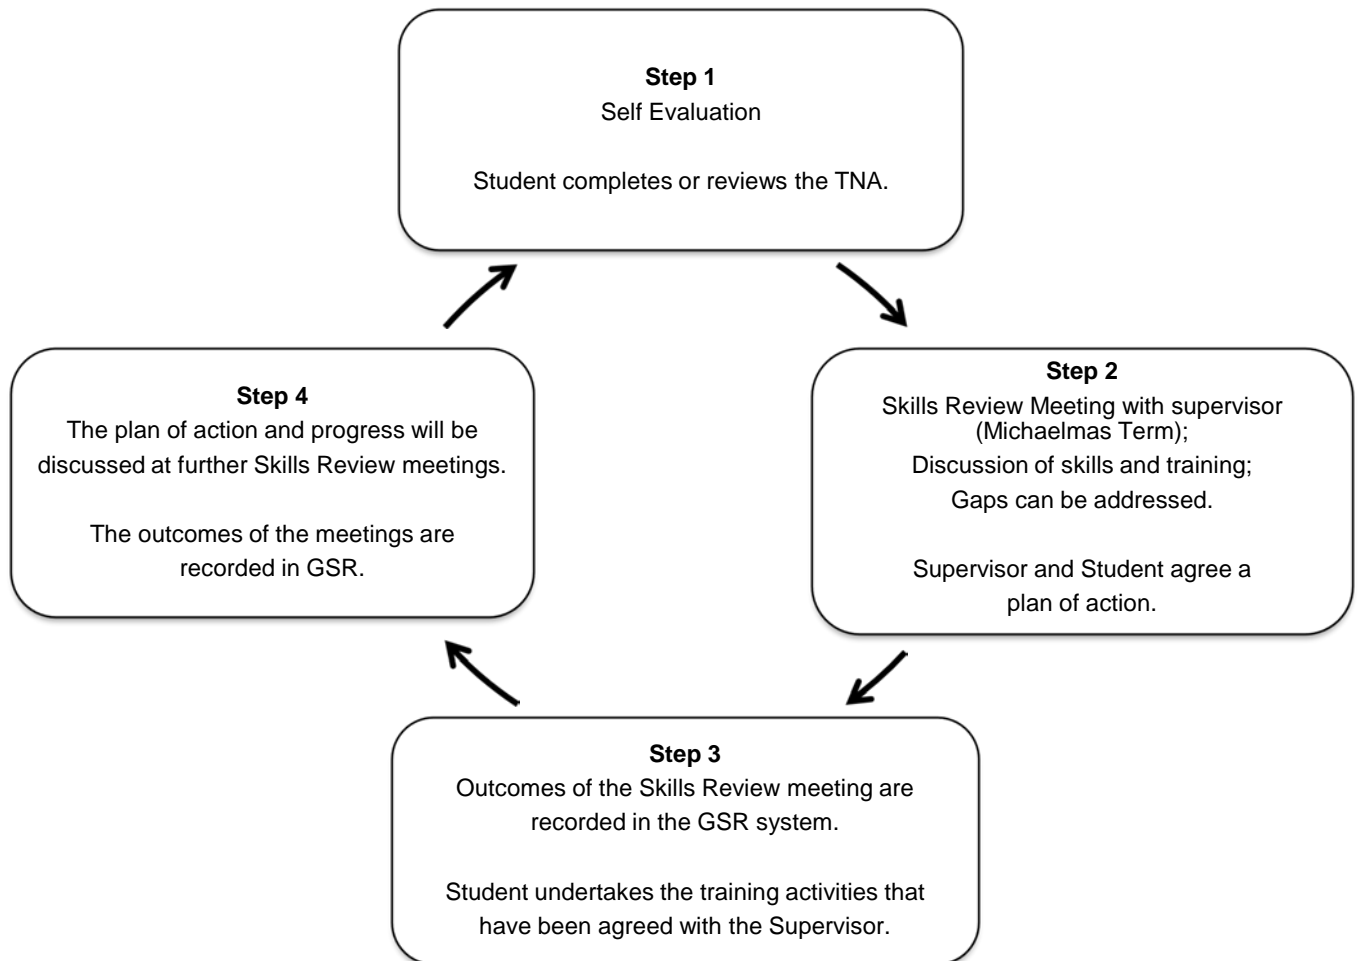 Step 1
Self Evaluation
Student completes or reviews the TNA.
Step 2
Skills Review Meeting with supervisor
(Michaelmas Term);
Discussion of skills and training;
Gaps can be addressed.
Supervisor and Student agree a
plan of action.
Step 3
Outcomes of the Skills Review meeting are
recorded in the GSR system.
Student undertakes the training activities that
have been agreed with the Supervisor.
Step 4
The plan of action and progress will be
discussed at further Skills Review meetings.
The outcomes of the meetings are
recorded in GSR.